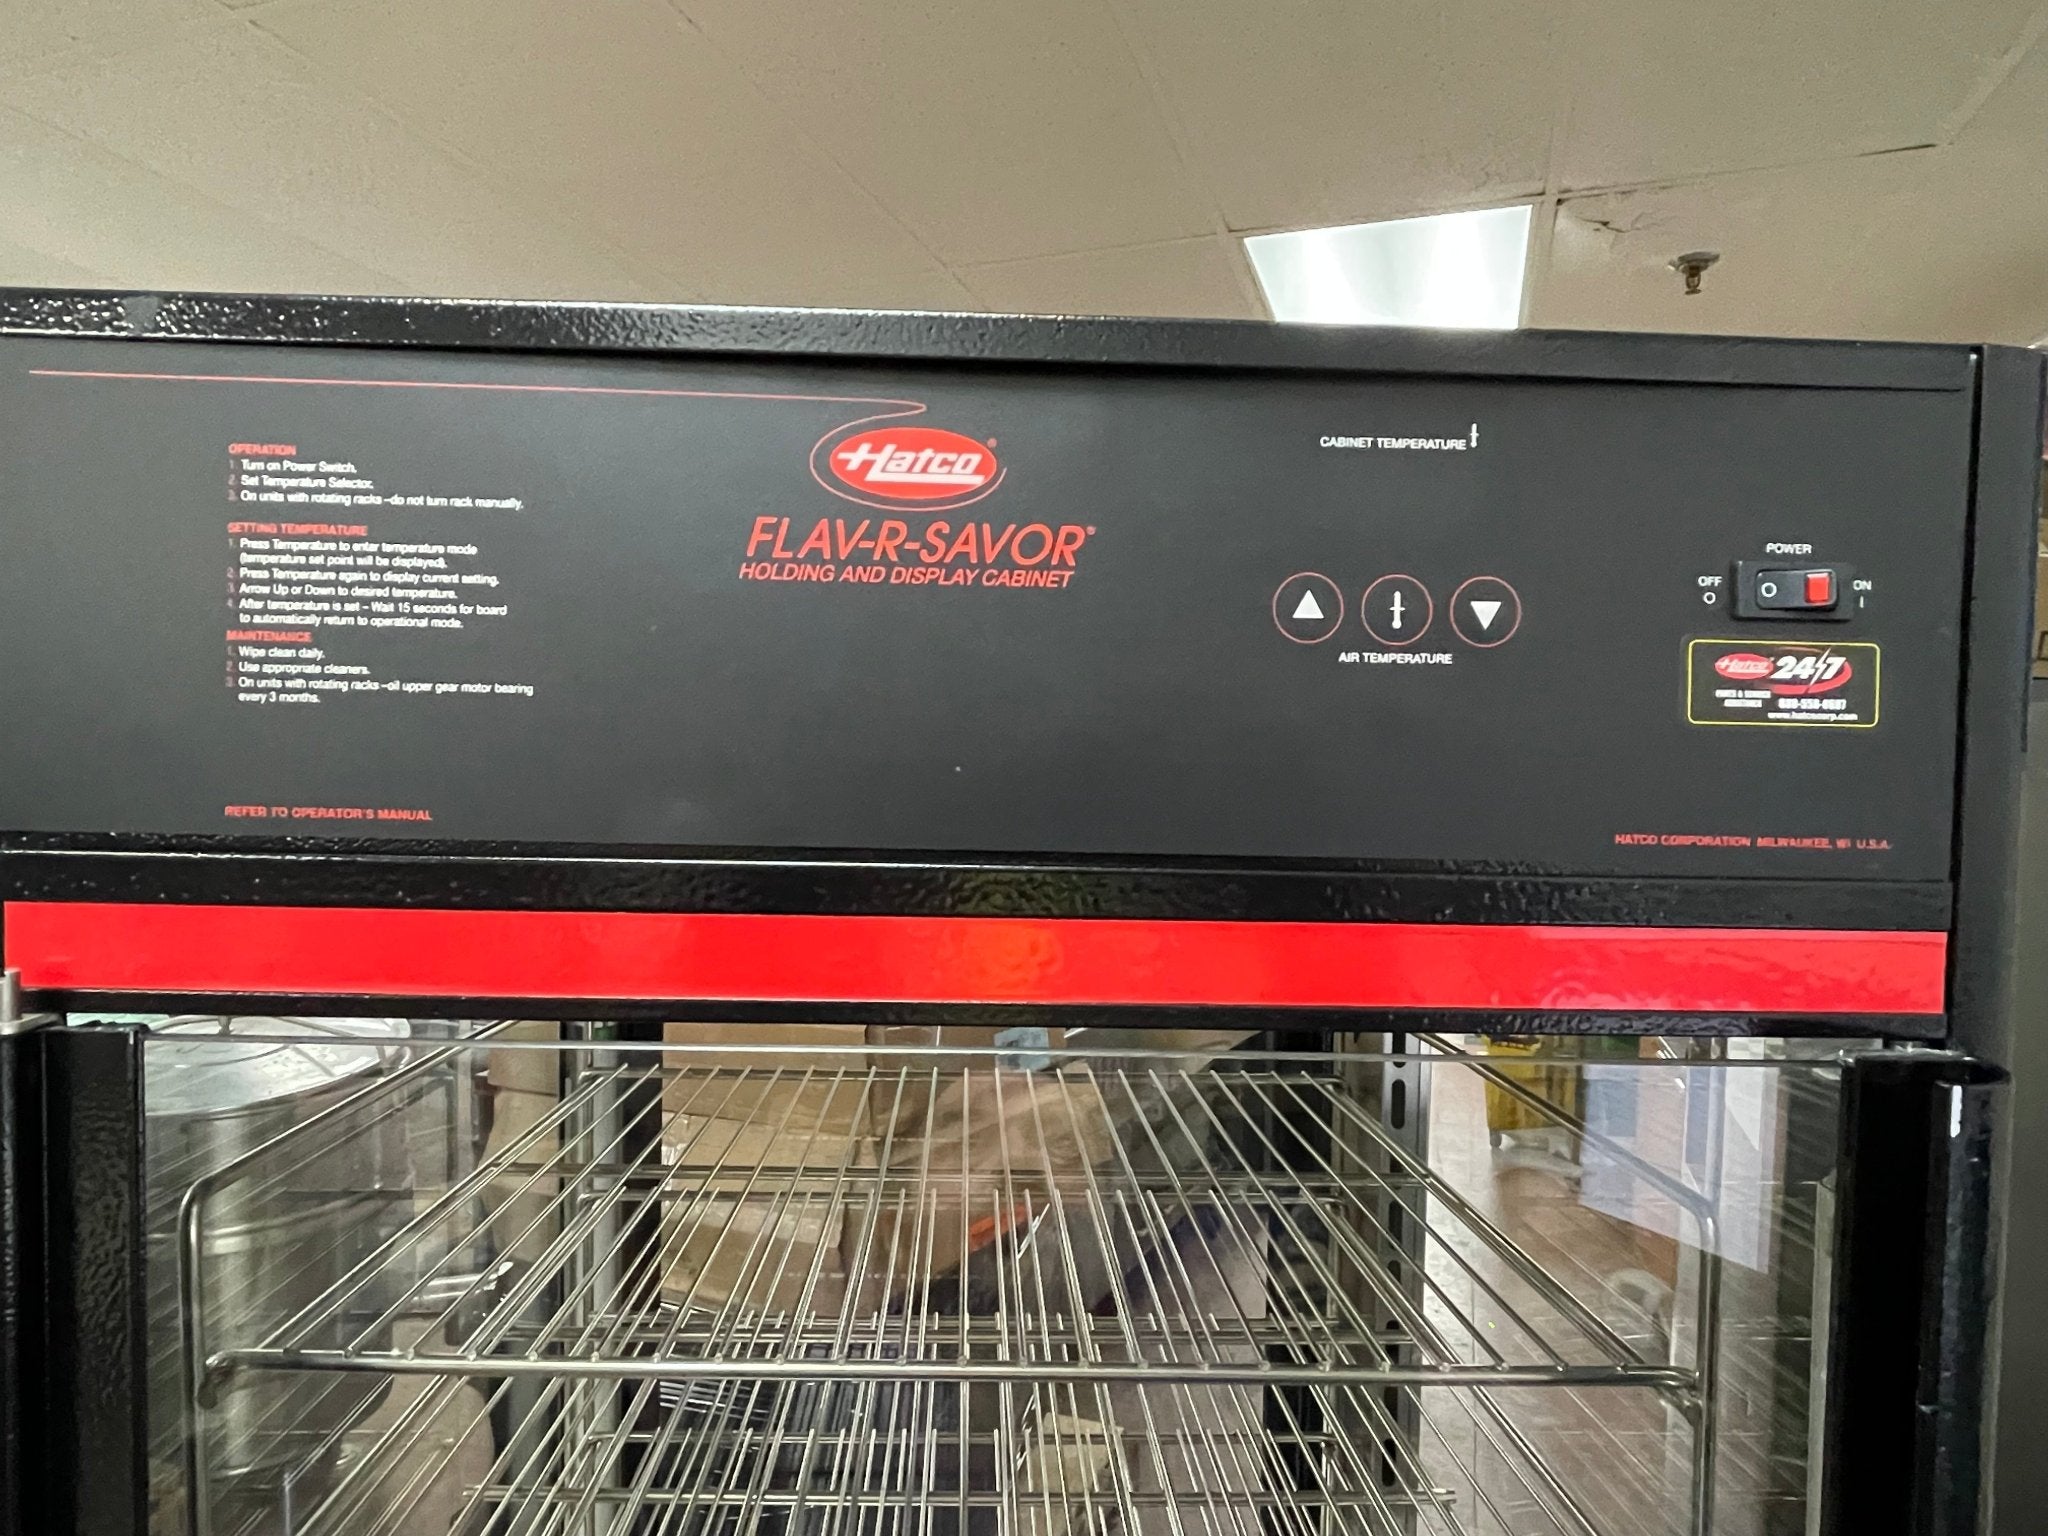 OPERATION
1. Turn on Power Switch.
2. Set Temperature Selector.
3. On units with rotating racks –do not turn rack manually.
SETTING TEMPERATURE
1. Press Temperature to enter temperature mode
(temperature set point will be displayed).
2. Press Temperature again to display current setting.
3. Arrow Up or Down to desired temperature.
4. After temperature is set – Wait 15 seconds for board
to automatically return to operational mode.
MAINTENANCE
1. Wipe clean daily.
2. Use appropriate cleaners.
3. On units with rotating racks –oil upper gear motor bearing
every 3 months.
REFER TO OPERATOR'S MANUAL
Hatco®
FLAV-R-SAVOR®
HOLDING AND DISPLAY CABINET
CABINET TEMPERATURE
AIR TEMPERATURE
POWER
OFF
O
O
ON
I
Hatco 24/7
PARTS & SERVICE
ASSISTANCE
www.hatcocorp.com
HATCO CORPORATION MILWAUKEE, WI U.S.A.